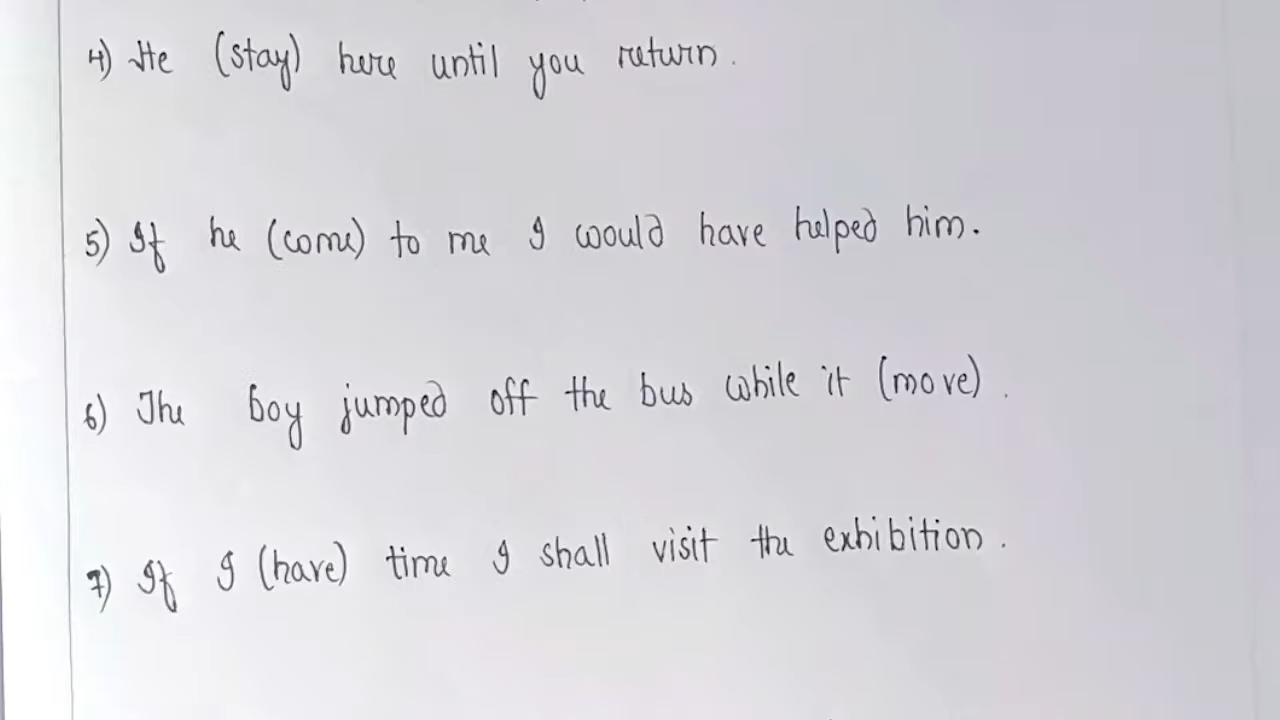 4) He (stay) here until you return.
5) If he (come) to me I would have helped him.
6) The boy jumped off the bus while it (move).
7) If I (have) time I shall visit the exhibition.